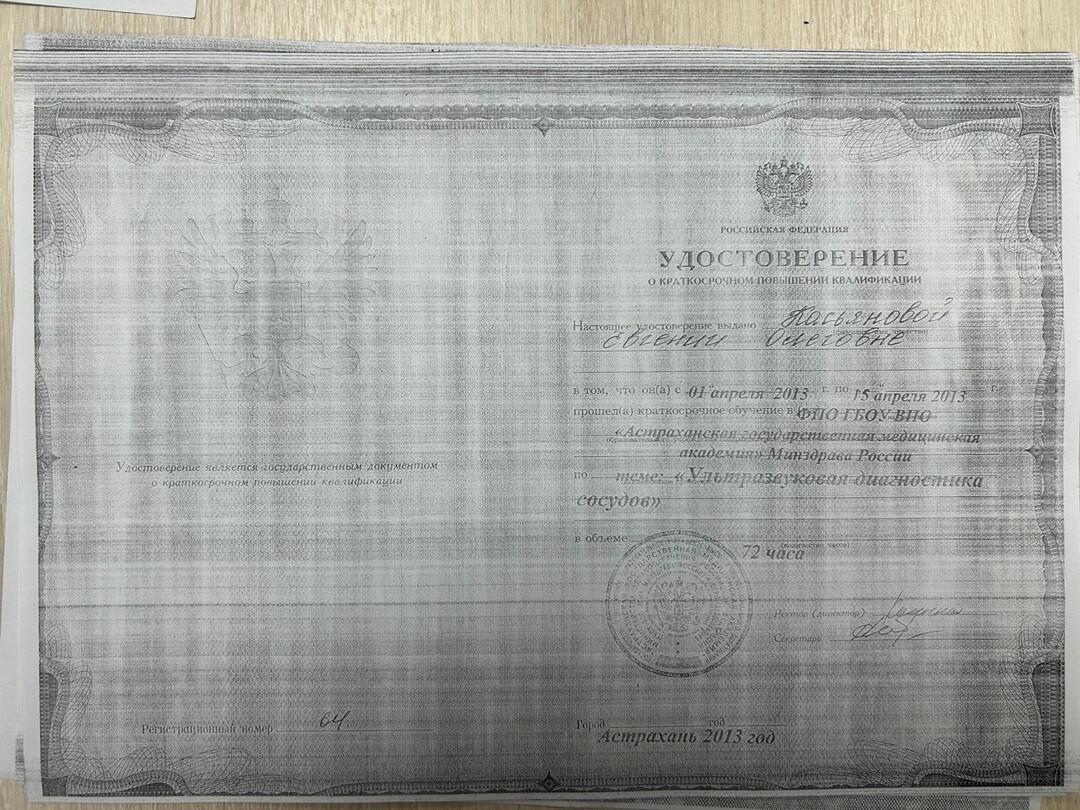 Удостоверение является государственным документом
о краткосрочном повышении квалификации
Регистрационный номер 04
РОССИЙСКАЯ ФЕДЕРАЦИЯ
УДОСТОВЕРЕНИЕ
О КРАТКОСРОЧНОМ ПОВЫШЕНИИ КВАЛИФИКАЦИИ
Настоящее удостоверение выдано Касьяновой
Евгении Олеговне
в том, что он(а) с „01“ апреля 2013 г. по „15 апреля 2013 г.
прошел(а) краткосрочное обучение в ФПО ГБОУ ВПО
«Астраханская государственная медицинская
академия» Минздрава России
по теме: «Ультразвуковая диагностика
сосудов»
в объеме 72 часа
(количество часов)
Ректор (директор)
Секретарь
Город год
Астрахань 2013 год